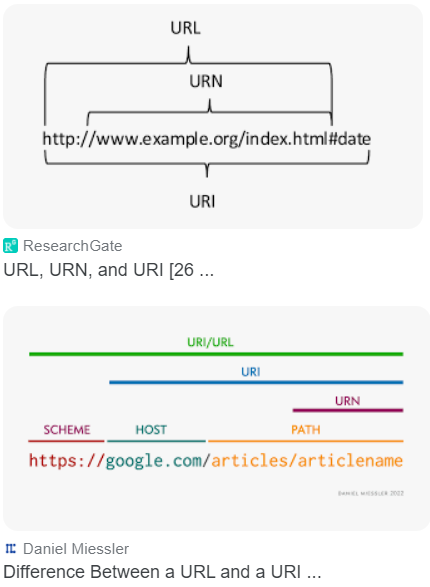 URL
URN
http://www.example.org/index.html#date
URI
ResearchGate
URL, URN, and URI [26 ...
URI/URL
URI
URN
SCHEME HOST PATH
https://google.com/articles/articlename
DANIEL MIESSLER 2022
Daniel Miessler
Difference Between a URL and a URI ...